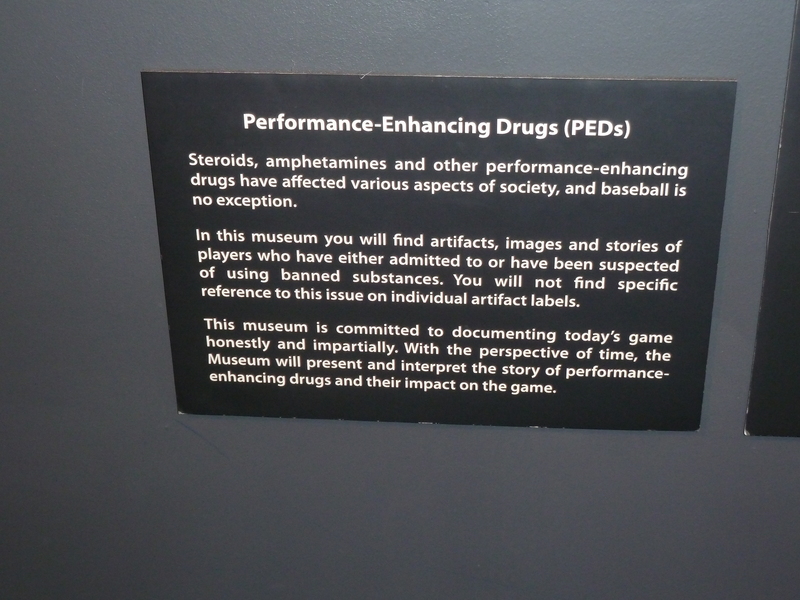 Performance-Enhancing Drugs (PEDs)
Steroids, amphetamines and other performance-enhancing
drugs have affected various aspects of society, and baseball is
no exception.
In this museum you will find artifacts, images and stories of
players who have either admitted to or have been suspected
of using banned substances. You will not find specific
reference to this issue on individual artifact labels.
This museum is committed to documenting today's game
honestly and impartially. With the perspective of time, the
Museum will present and interpret the story of performance-
enhancing drugs and their impact on the game.